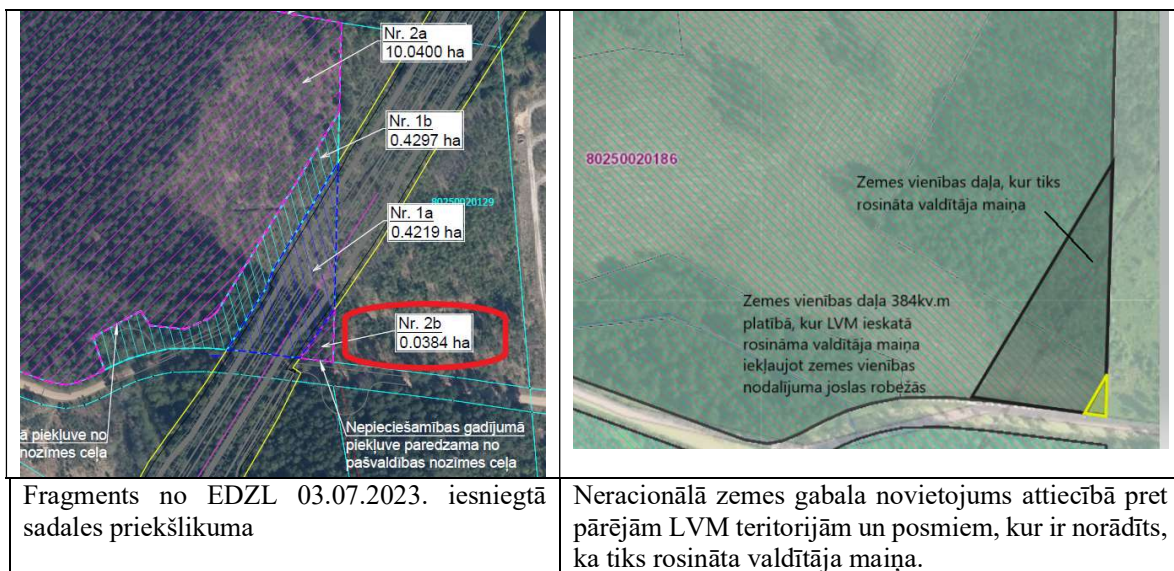 Nr. 2a
10.0400 ha
Nr. 1b
0.4297 ha
80250020129
Nr. 1a
0.4219 ha
Nr. 2b
0.0384 ha
ā piekļuve no
nozīmes ceļa
Nepieciešamības gadījumā
piekļuve paredzama no
pašvaldības nozīmes ceļa
80250020186
Zemes vienības daļa, kur tiks
rosināta valdītāja maiņa
Zemes vienības daļa 384kv.m
platībā, kur LVM ieskatā
rosināma valdītāja maiņa
iekļaujot zemes vienības
nodalījuma joslas robežās
Fragments no EDZL 03.07.2023. iesniegtā
sadales priekšlikuma
Neracionālā zemes gabala novietojums attiecībā pret
pārējām LVM teritorijām un posmiem, kur ir norādīts,
ka tiks rosināta valdītāja maiņa.